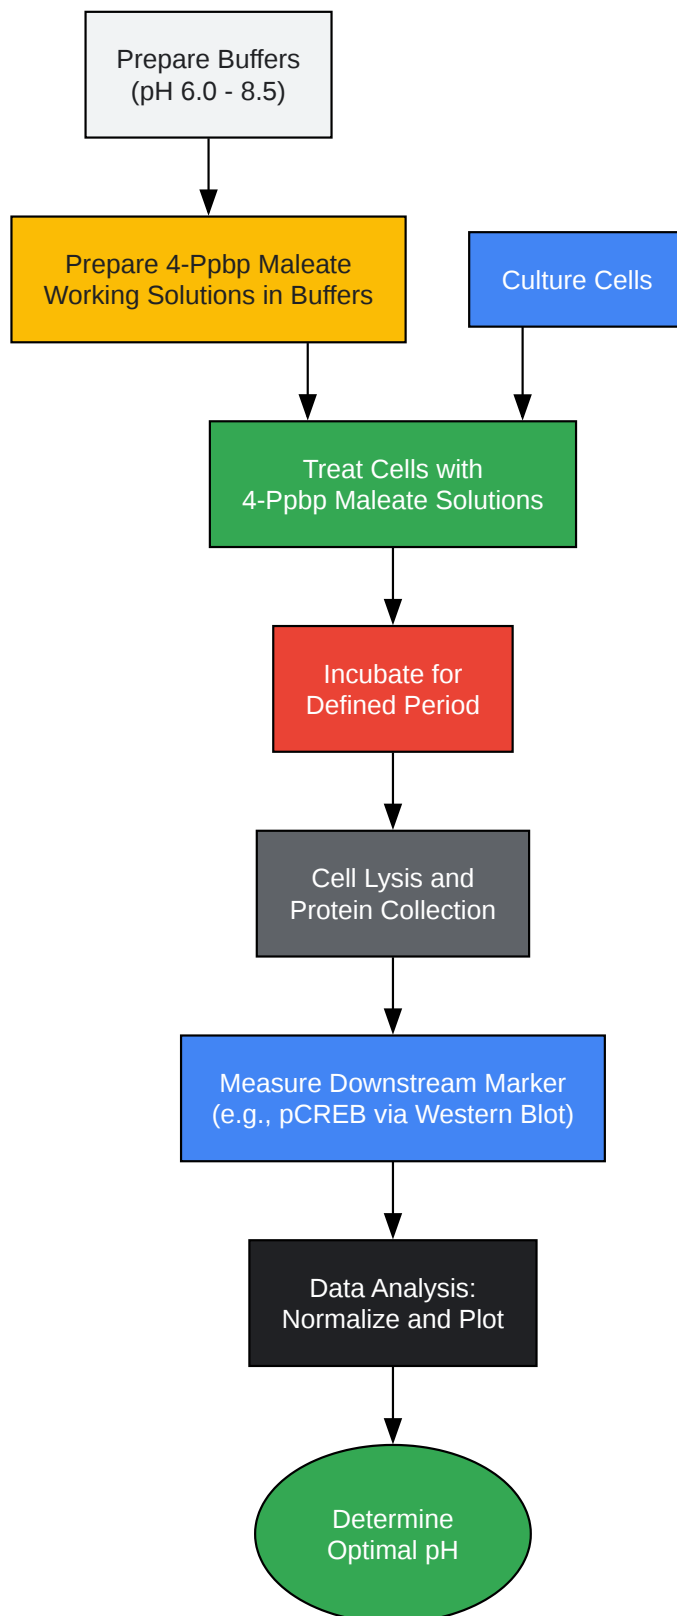 Prepare Buffers
(pH 6.0 - 8.5)
Prepare 4-Ppbp Maleate
Working Solutions in Buffers
Culture Cells
Treat Cells with
4-Ppbp Maleate Solutions
Incubate for
Defined Period
Cell Lysis and
Protein Collection
Measure Downstream Marker
(e.g., pCREB via Western Blot)
Data Analysis:
Normalize and Plot
Determine
Optimal pH